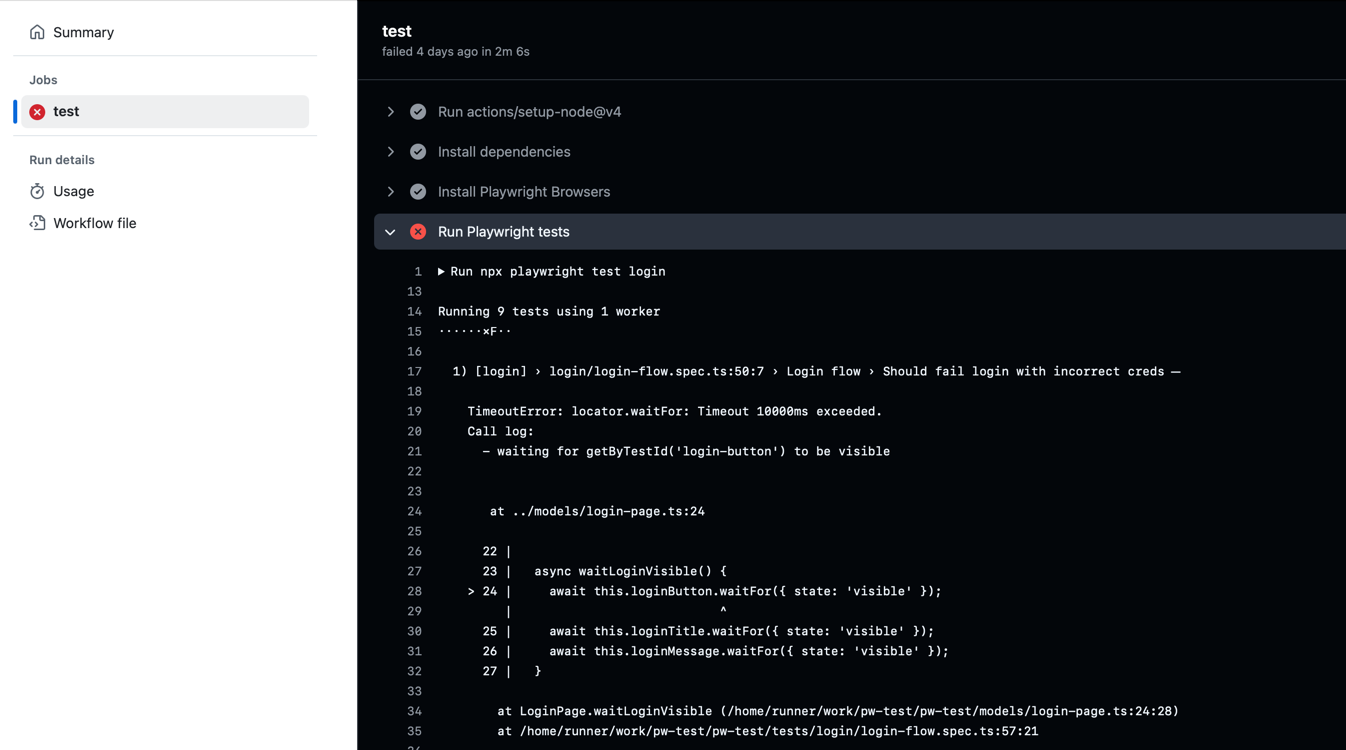 Summary
Jobs
test
Run details
Usage
Workflow file
test
failed 4 days ago in 2m 6s
Run actions/setup-node@v4
Install dependencies
Install Playwright Browsers
Run Playwright tests
1 ▶ Run npx playwright test login
13
14 Running 9 tests using 1 worker
15 ······×F··
16
17 1) [login] › login/login-flow.spec.ts:50:7 › Login flow › Should fail login with incorrect creds —
18
19 TimeoutError: locator.waitFor: Timeout 10000ms exceeded.
20 Call log:
21 - waiting for getByTestId('login-button') to be visible
22
23
24 at ../models/login-page.ts:24
25
26 22 |
27 23 | async waitLoginVisible() {
28 > 24 | await this.loginButton.waitFor({ state: 'visible' });
29 | ^
30 25 | await this.loginTitle.waitFor({ state: 'visible' });
31 26 | await this.loginMessage.waitFor({ state: 'visible' });
32 27 | }
33
34 at LoginPage.waitLoginVisible (/home/runner/work/pw-test/pw-test/models/login-page.ts:24:28)
35 at /home/runner/work/pw-test/pw-test/tests/login/login-flow.spec.ts:57:21